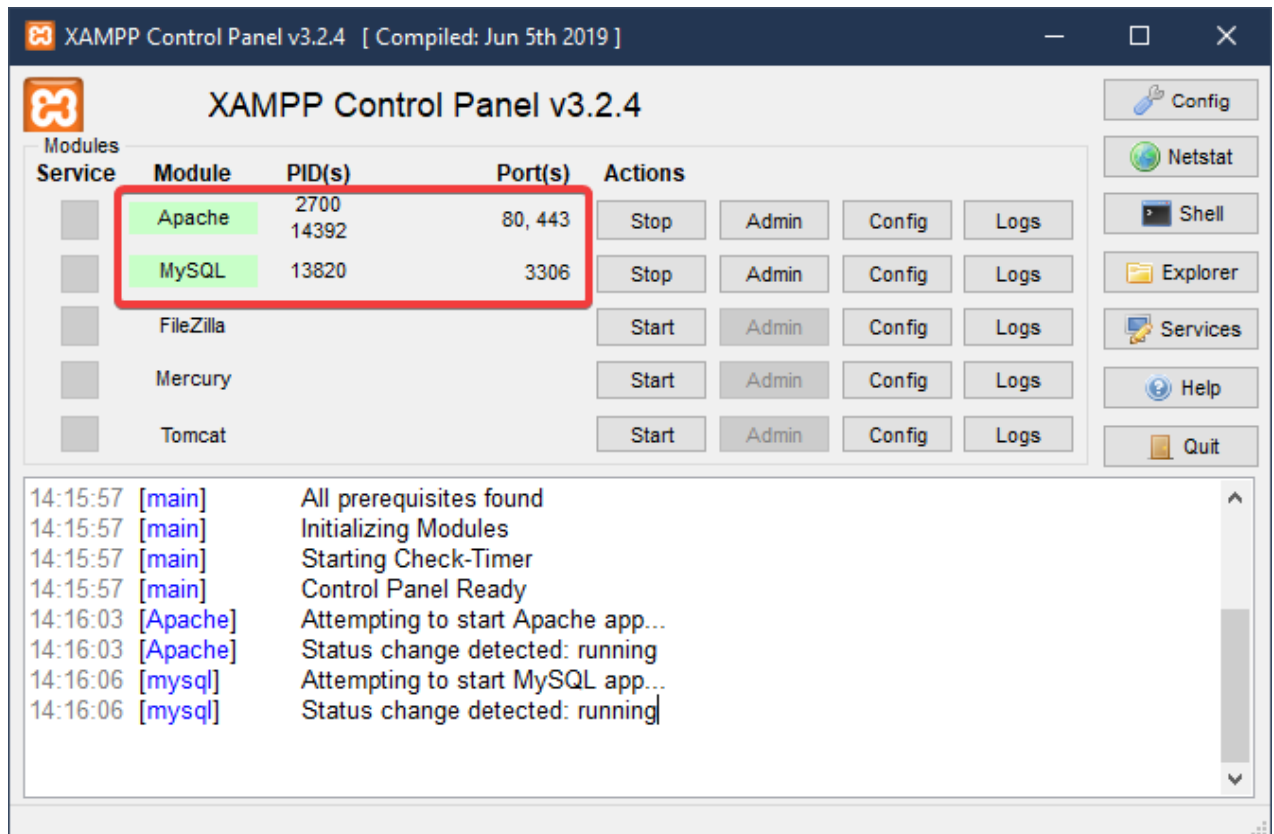 XAMPP Control Panel v3.2.4 [ Compiled: Jun 5th 2019 ]
XAMPP Control Panel v3.2.4
Config
Modules
Service Module PID(s) Port(s) Actions
Netstat
Apache 2700 14392 80, 443 Stop Admin Config Logs
Shell
MySQL 13820 3306 Stop Admin Config Logs
Explorer
FileZilla Start Admin Config Logs
Services
Mercury Start Admin Config Logs
Help
Tomcat Start Admin Config Logs
Quit
14:15:57 [main] All prerequisites found
14:15:57 [main] Initializing Modules
14:15:57 [main] Starting Check-Timer
14:15:57 [main] Control Panel Ready
14:16:03 [Apache] Attempting to start Apache app...
14:16:03 [Apache] Status change detected: running
14:16:06 [mysql] Attempting to start MySQL app...
14:16:06 [mysql] Status change detected: running